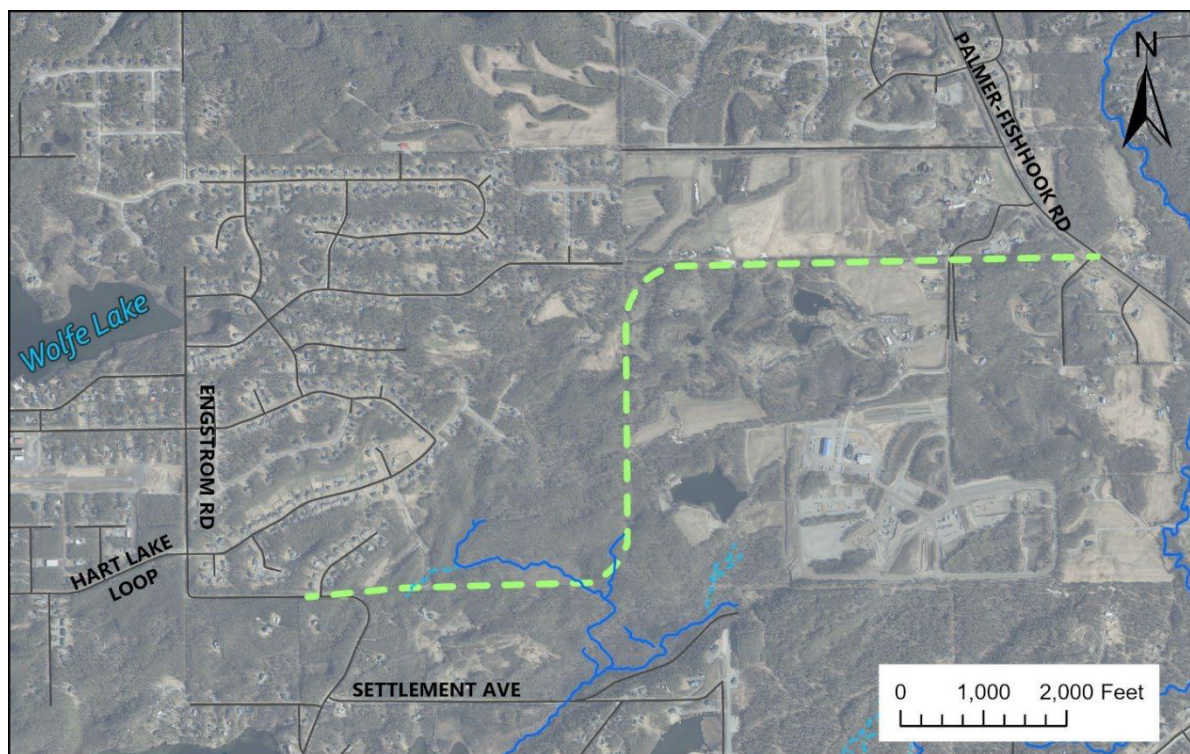 PALMER-FISHHOOK RD
N
Wolfe Lake
ENGSTROM RD
HART LAKE
LOOP
SETTLEMENT AVE
0 1,000 2,000 Feet